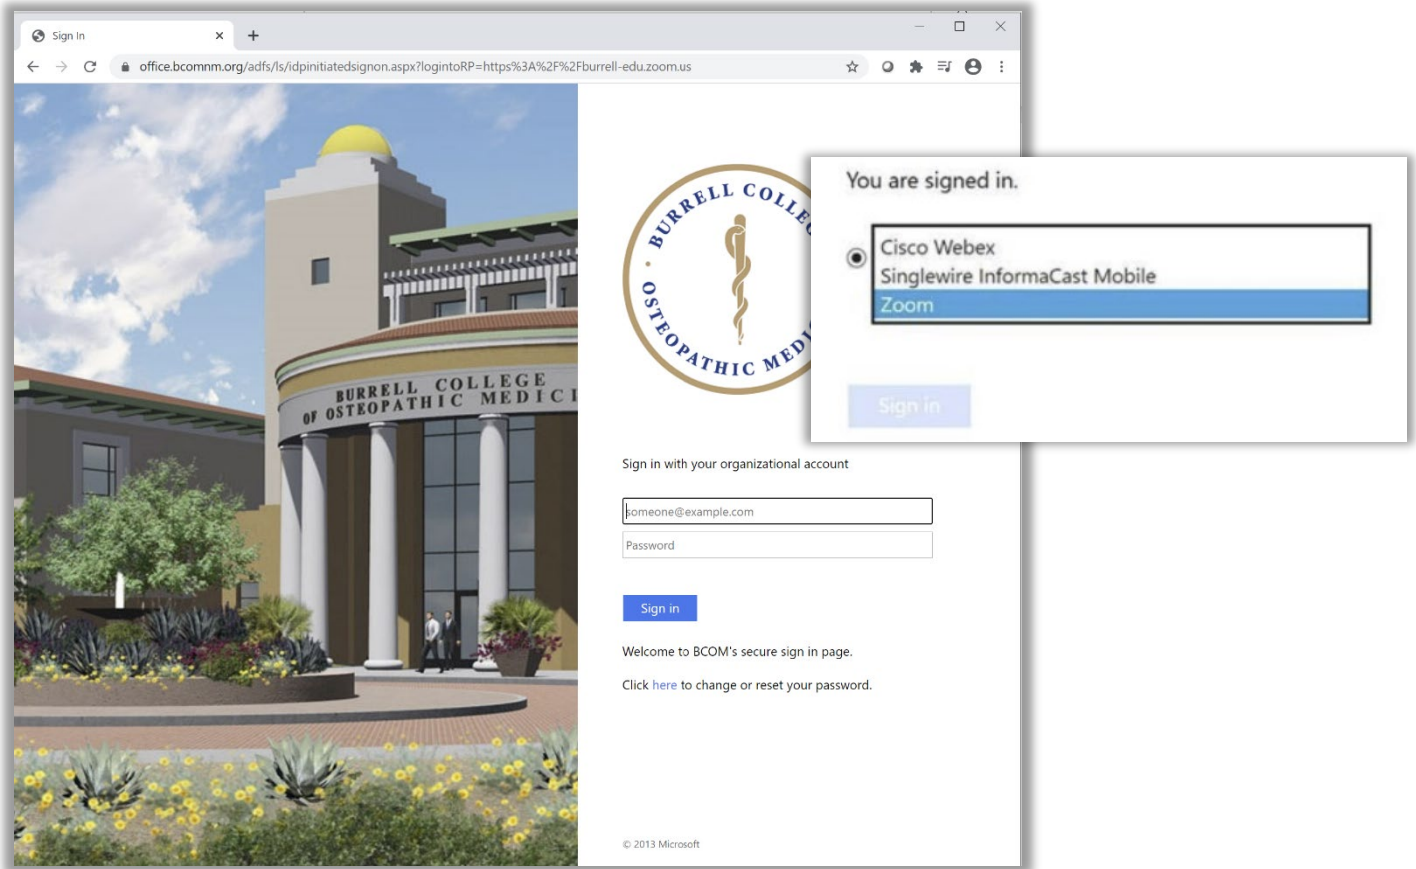 Sign In
office.bcomnm.org/adfs/ls/idpinitiatedsignon.aspx?logintoRP=https%3A%2F%2Fburrell-edu.zoom.us
BURRELL COLLEGE
OF OSTEOPATHIC MEDICI
BURRELL COLLEG
OSTEOPATHIC MEDI
You are signed in.
Cisco Webex
Singlewire InformaCast Mobile
Zoom
Sign in
Sign in with your organizational account
someone@example.com
Password
Sign in
Welcome to BCOM's secure sign in page.
Click here to change or reset your password.
© 2013 Microsoft